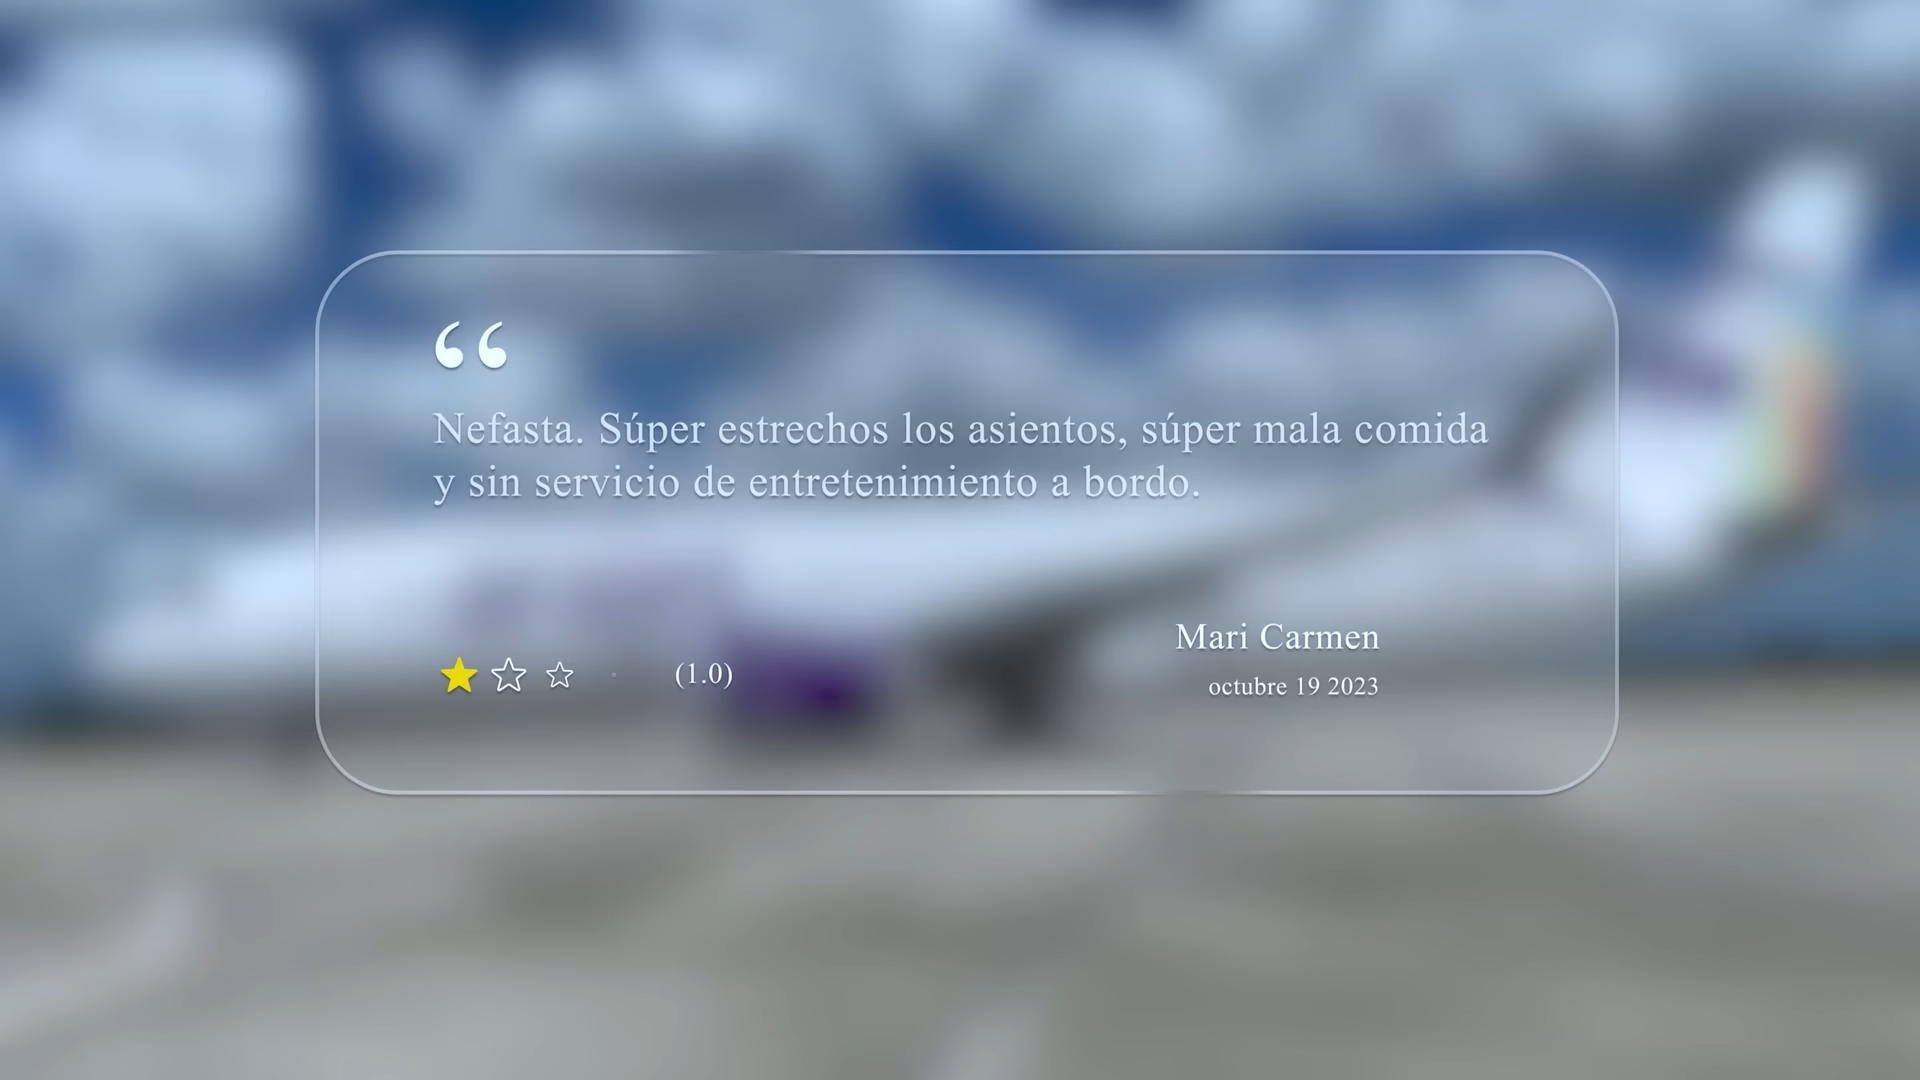 “
Nefasta. Súper estrechos los asientos, súper mala comida
y sin servicio de entretenimiento a bordo.
(1.0)
Mari Carmen
octubre 19 2023